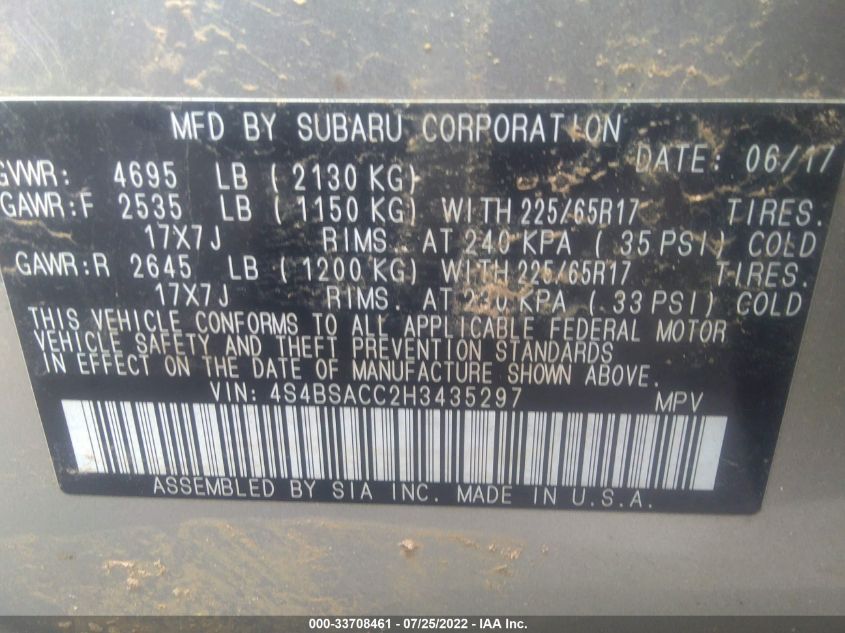 MFD BY SUBARU CORPORATION
DATE: 06/17
GVWR: 4695 LB ( 2130 KG)
GAWR:F 2535 LB ( 1150 KG) WITH 225/65R17 TIRES.
17X7J RIMS. AT 240 KPA ( 35 PSI) COLD
GAWR:R 2645 LB ( 1200 KG) WITH 225/65R17 TIRES.
17X7J RIMS. AT 230 KPA ( 33 PSI) COLD
THIS VEHICLE CONFORMS TO ALL APPLICABLE FEDERAL MOTOR
VEHICLE SAFETY AND THEFT PREVENTION STANDARDS
IN EFFECT ON THE DATE OF MANUFACTURE SHOWN ABOVE.
VIN: 4S4BSACC2H3435297 MPV
ASSEMBLED BY SIA INC. MADE IN U.S.A.
000-33708461 - 07/25/2022 - IAA Inc.